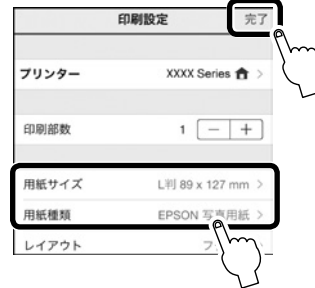 印刷設定
完了
プリンター XXXX Series
印刷部数 1 − +
用紙サイズ L判 89 x 127 mm
用紙種類 EPSON 写真用紙
レイアウト